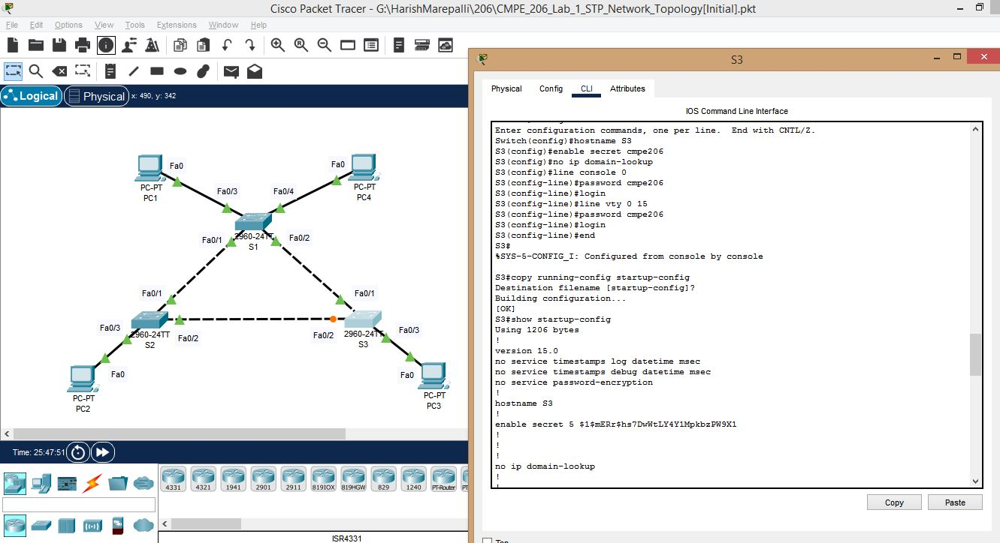 Cisco Packet Tracer - G:\HarishMarepalli\206\CMPE_206_Lab_1_STP_Network_Topology[Initial].pkt
File Edit Options View Tools Extensions Window Help
Logical
Physical
x: 490, y: 342
Fa0
PC-PT
PC1
Fa0
PC-PT
PC4
Fa0/3
Fa0/4
2960-24TT
S1
Fa0/1
Fa0/2
Fa0/1
Fa0/1
Fa0/3
2960-24TT
S2
Fa0/2
Fa0/2
2960-24TT
S3
Fa0/3
Fa0
PC-PT
PC2
Fa0
PC-PT
PC3
Time: 25:47:51
4331 4321 1941 2901 2911 819IOX 819HGW 829 1240 PT-Router
ISR4331
S3
Physical Config CLI Attributes
IOS Command Line Interface
Enter configuration commands, one per line. End with CNTL/Z.
Switch(config)#hostname S3
S3(config)#enable secret cmpe206
S3(config)#no ip domain-lookup
S3(config)#line console 0
S3(config-line)#password cmpe206
S3(config-line)#login
S3(config-line)#line vty 0 15
S3(config-line)#password cmpe206
S3(config-line)#login
S3(config-line)#end
S3#
%SYS-5-CONFIG_I: Configured from console by console
S3#copy running-config startup-config
Destination filename [startup-config]?
Building configuration...
[OK]
S3#show startup-config
Using 1206 bytes
!
version 15.0
no service timestamps log datetime msec
no service timestamps debug datetime msec
no service password-encryption
!
hostname S3
!
enable secret 5 $1$mERr$hs7DwWtLY4Y1MpkbzPW9X1
!
!
!
no ip domain-lookup
!
!
Copy
Paste
Top